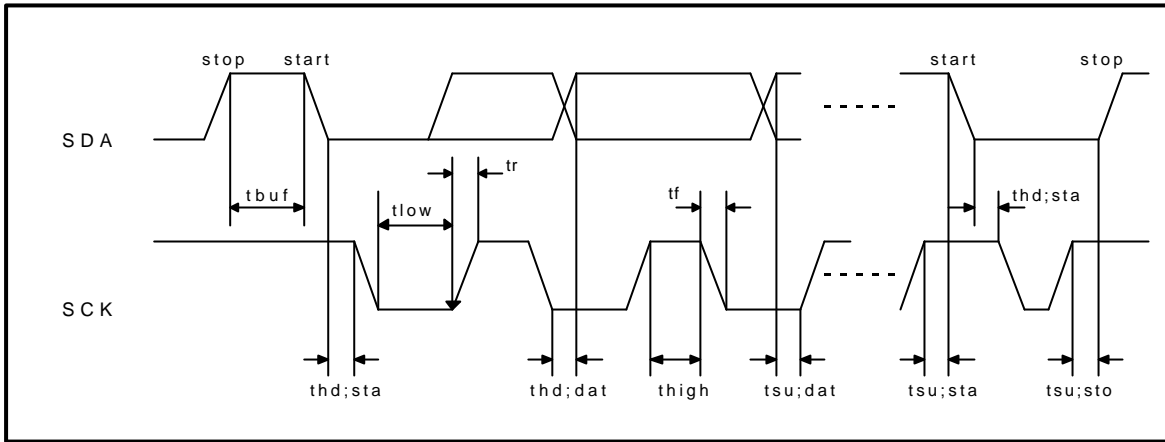 stop start start stop
SDA
tr
tbuf tlow tf thd;sta
SCK
thd;sta thd;dat thigh tsu;dat tsu;sta tsu;sto